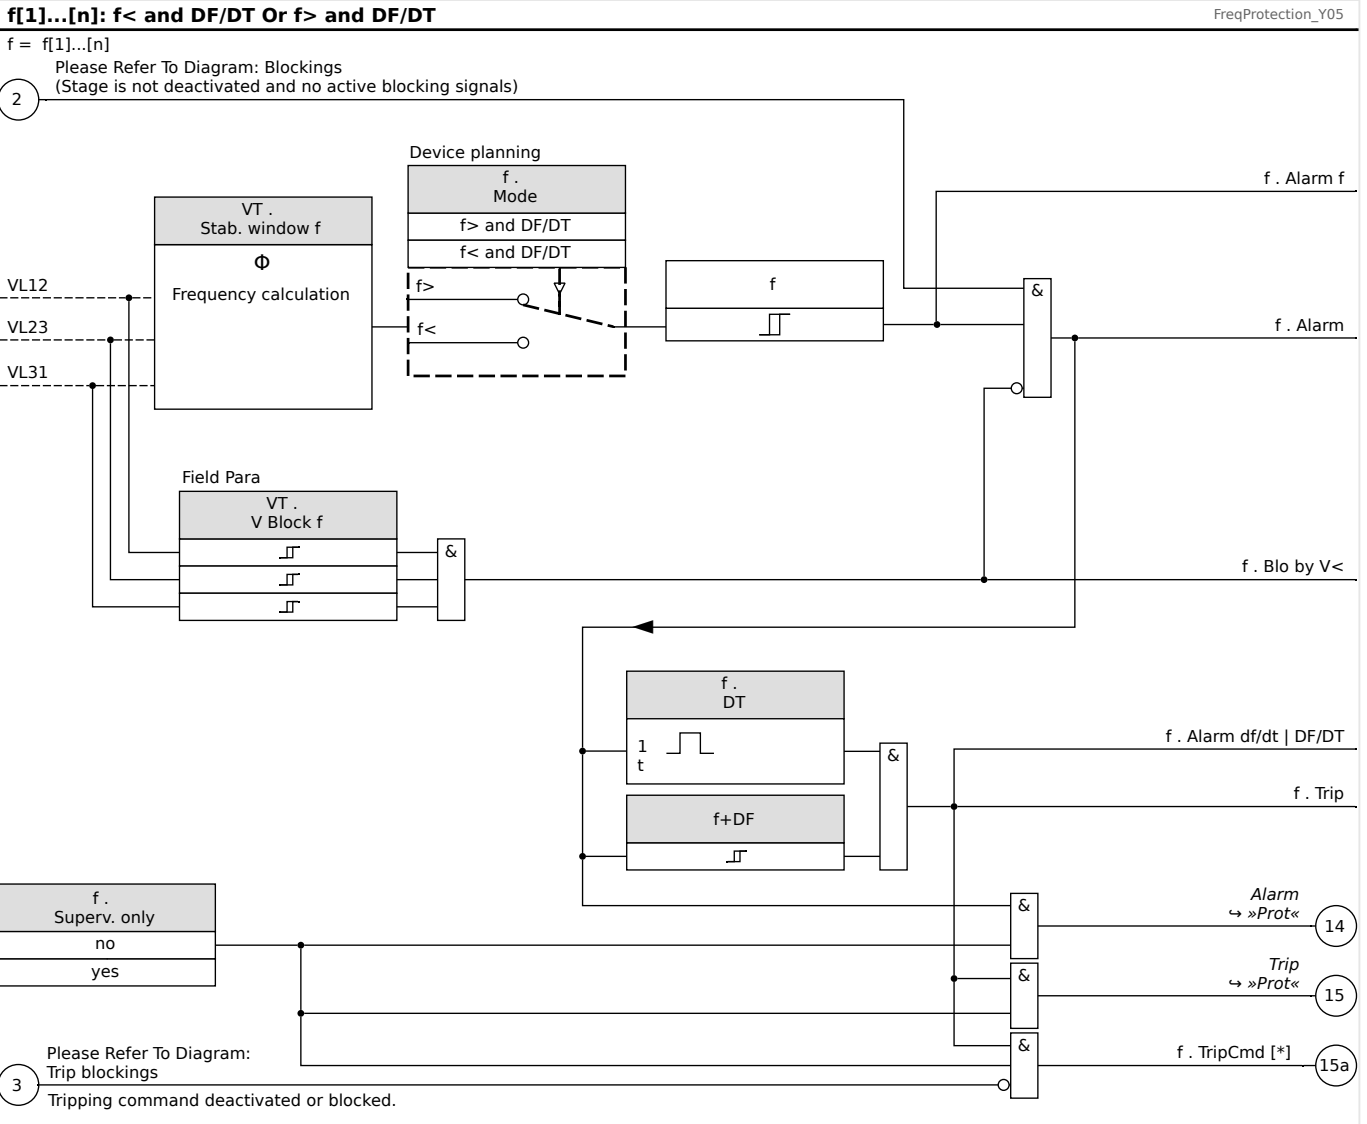 f[1]...[n]: f< and DF/DT Or f> and DF/DT
FreqProtection_Y05
f = f[1]...[n]
Please Refer To Diagram: Blockings
(Stage is not deactivated and no active blocking signals)
2
Device planning
f .
Mode
f> and DF/DT
f< and DF/DT
f>
f<
VT .
Stab. window f
Φ
Frequency calculation
VL12
VL23
VL31
f
&
f . Alarm f
f . Alarm
Field Para
VT .
V Block f
&
f . Blo by V<
f .
DT
1
t
&
f+DF
f . Alarm df/dt | DF/DT
f . Trip
f .
Superv. only
no
yes
&
Alarm
↪ »Prot«
14
&
Trip
↪ »Prot«
15
&
f . TripCmd [*]
15a
Please Refer To Diagram:
Trip blockings
3
Tripping command deactivated or blocked.